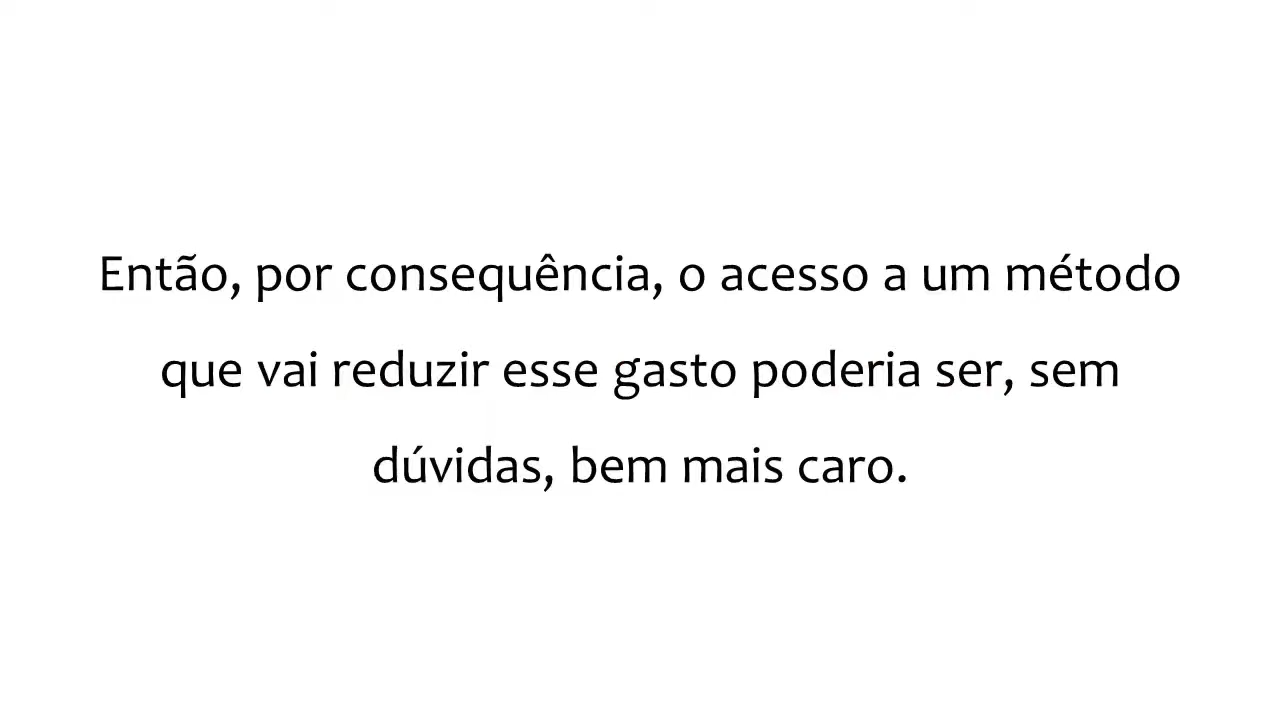 Então, por consequência, o acesso a um método
que vai reduzir esse gasto poderia ser, sem
dúvidas, bem mais caro.